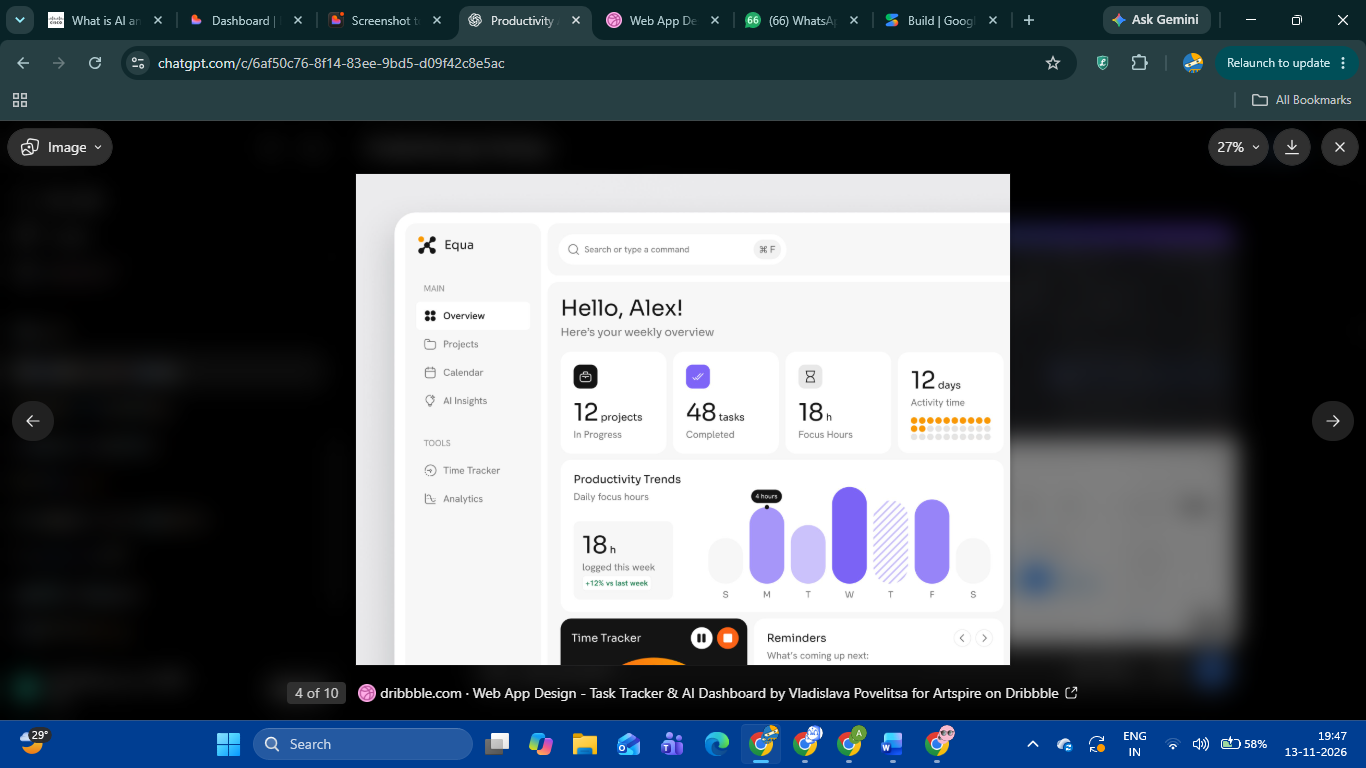 What is AI an
Dashboard |
Screenshot t
Productivity
Web App De
(66) WhatsAp
Build | Goog
Ask Gemini
chatgpt.com/c/6af50c76-8f14-83ee-9bd5-d09f42c8e5ac
Relaunch to update
All Bookmarks
Image
27%
Equa
Search or type a command
⌘ F
MAIN
Overview
Projects
Calendar
AI Insights
TOOLS
Time Tracker
Analytics
Hello, Alex!
Here's your weekly overview
12 projects
In Progress
48 tasks
Completed
18 h
Focus Hours
12 days
Activity time
Productivity Trends
Daily focus hours
18 h
logged this week
+12% vs last week
4 hours
S M T W T F S
Time Tracker
Reminders
What's coming up next:
4 of 10
dribbble.com · Web App Design - Task Tracker & AI Dashboard by Vladislava Povelitsa for Artspire on Dribbble
29°
Search
ENG
IN
58%
19:47
13-11-2026